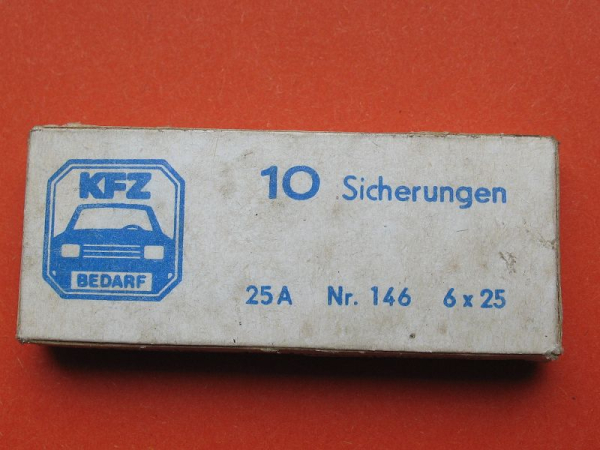 KFZ
BEDARF
10 Sicherungen
25A Nr. 146 6 x 25